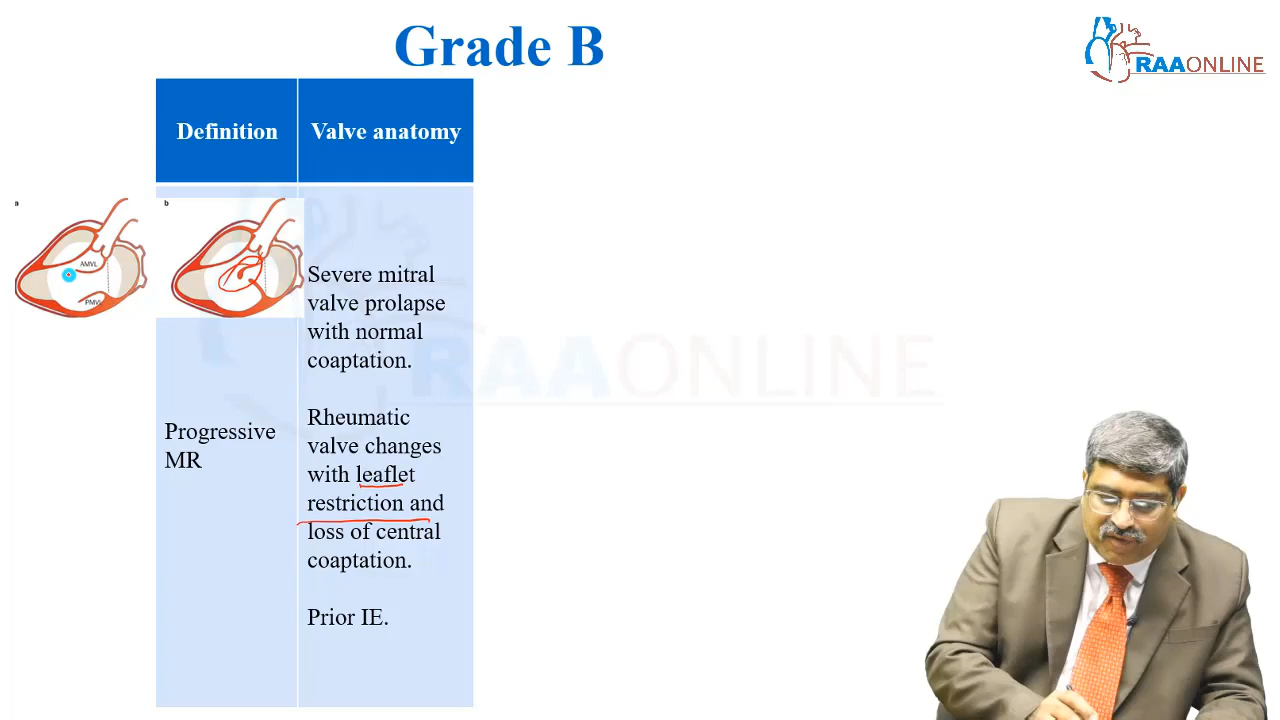 Grade B
RAAONLINE
Definition
Valve anatomy
a
b
AMVL
PMVL
Severe mitral
valve prolapse
with normal
coaptation.
Rheumatic
valve changes
with leaflet
restriction and
loss of central
coaptation.
Prior IE.
Progressive
MR
RAAONLINE